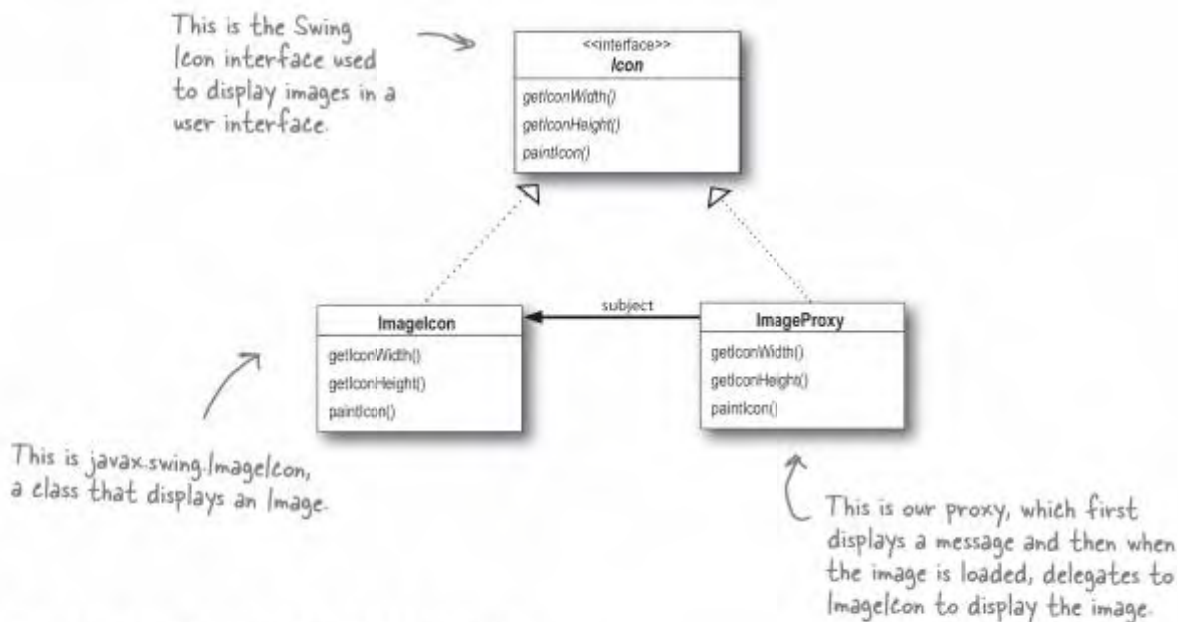 This is the Swing
Icon interface used
to display images in a
user interface.
<<interface>>
Icon
getIconWidth()
getIconHeight()
paintIcon()
subject
ImageIcon
getIconWidth()
getIconHeight()
paintIcon()
ImageProxy
getIconWidth()
getIconHeight()
paintIcon()
This is javax.swing.ImageIcon,
a class that displays an Image.
This is our proxy, which first
displays a message and then when
the image is loaded, delegates to
ImageIcon to display the image.